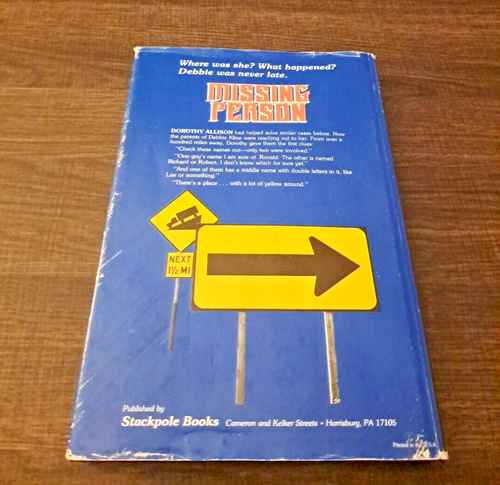 Where was she? What happened?
Debbie was never late.
MISSING
PERSON
DOROTHY ALLISON had helped solve similar cases before. Now
the parents of Debbie Kline were reaching out to her. From over a
hundred miles away, Dorothy gave them the first clues:
"Check these names out—only two were involved."
"One guy's name I am sure of. Ronald. The other is named
Richard or Robert, I don't know which for sure yet."
"And one of them has a middle name with double letters in it, like
Lee or something."
"There's a place . . . with a lot of yellow around."
NEXT
1½ MI
Published by
Stackpole Books Cameron and Kelker Streets • Harrisburg, PA 17105
Printed in U.S.A.